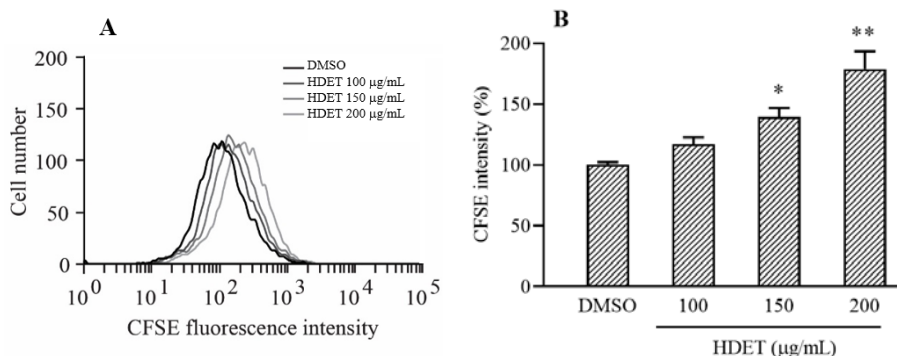 A
DMSO
HDET 100 µg/mL
HDET 150 µg/mL
HDET 200 µg/mL
200
150
100
50
0
Cell number
10^0 10^1 10^2 10^3 10^4 10^5
CFSE fluorescence intensity
B
**
*
200
150
100
50
0
CFSE intensity (%)
DMSO 100 150 200
HDET (µg/mL)